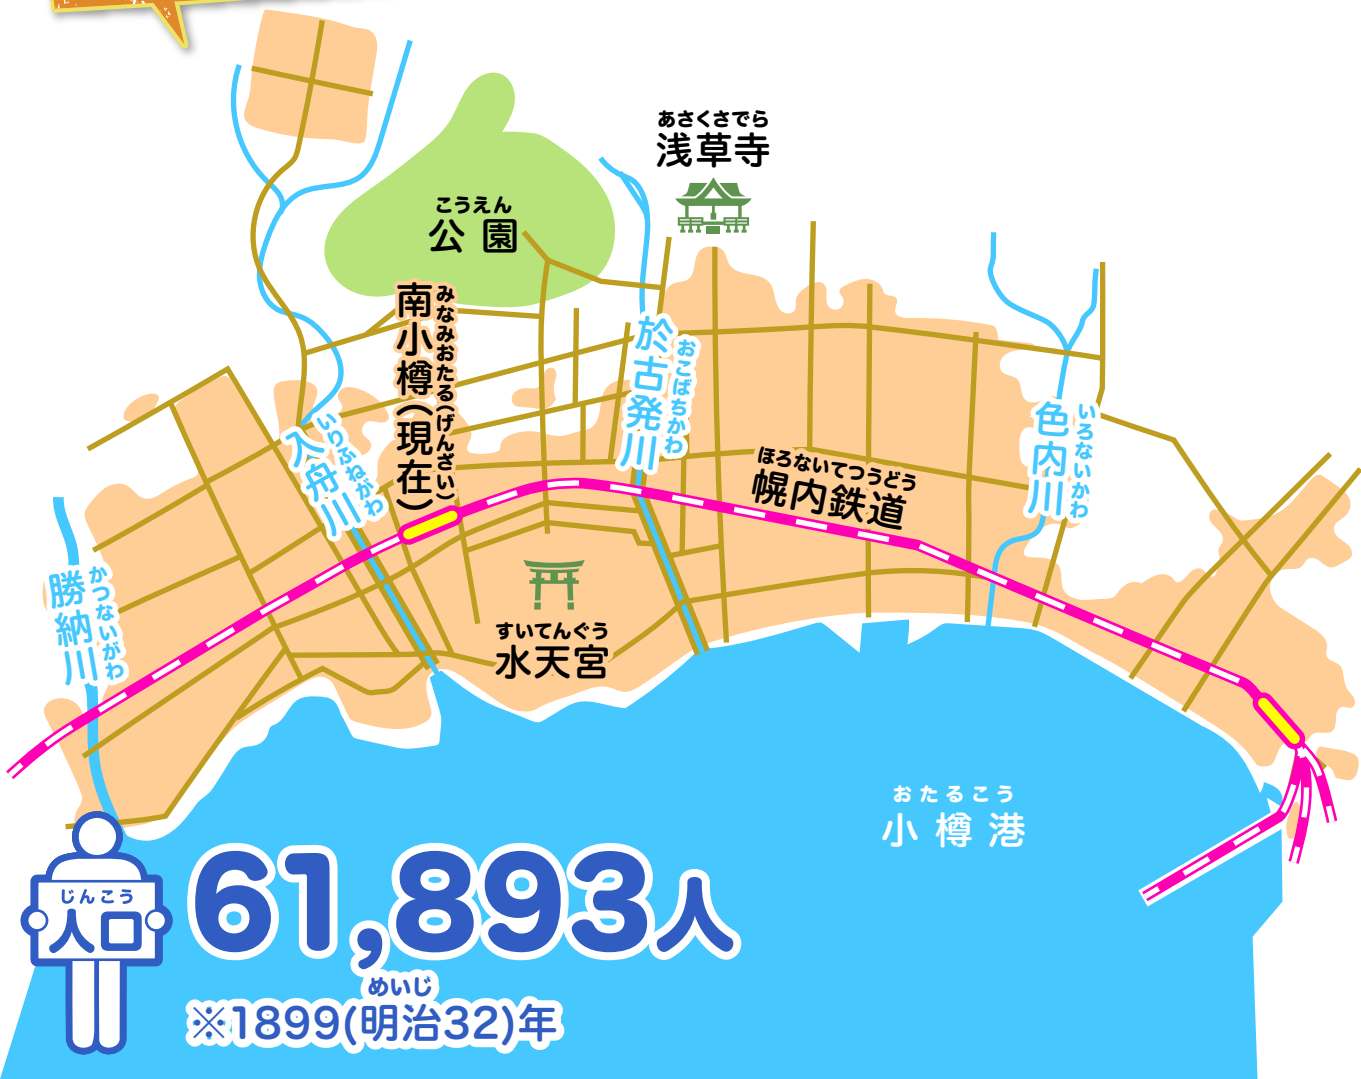 あさくさでら
浅草寺
こうえん
公園
みなみおたる(げんざい)
南小樽(現在)
おこばちかわ
於古発川
いろないかわ
色内川
いりふねがわ
入舟川
ほろないてつうどう
幌内鉄道
かつないがわ
勝納川
すいてんぐう
水天宮
おたるこう
小樽港
じんこう
人口
61,893人
めいじ
※1899(明治32)年